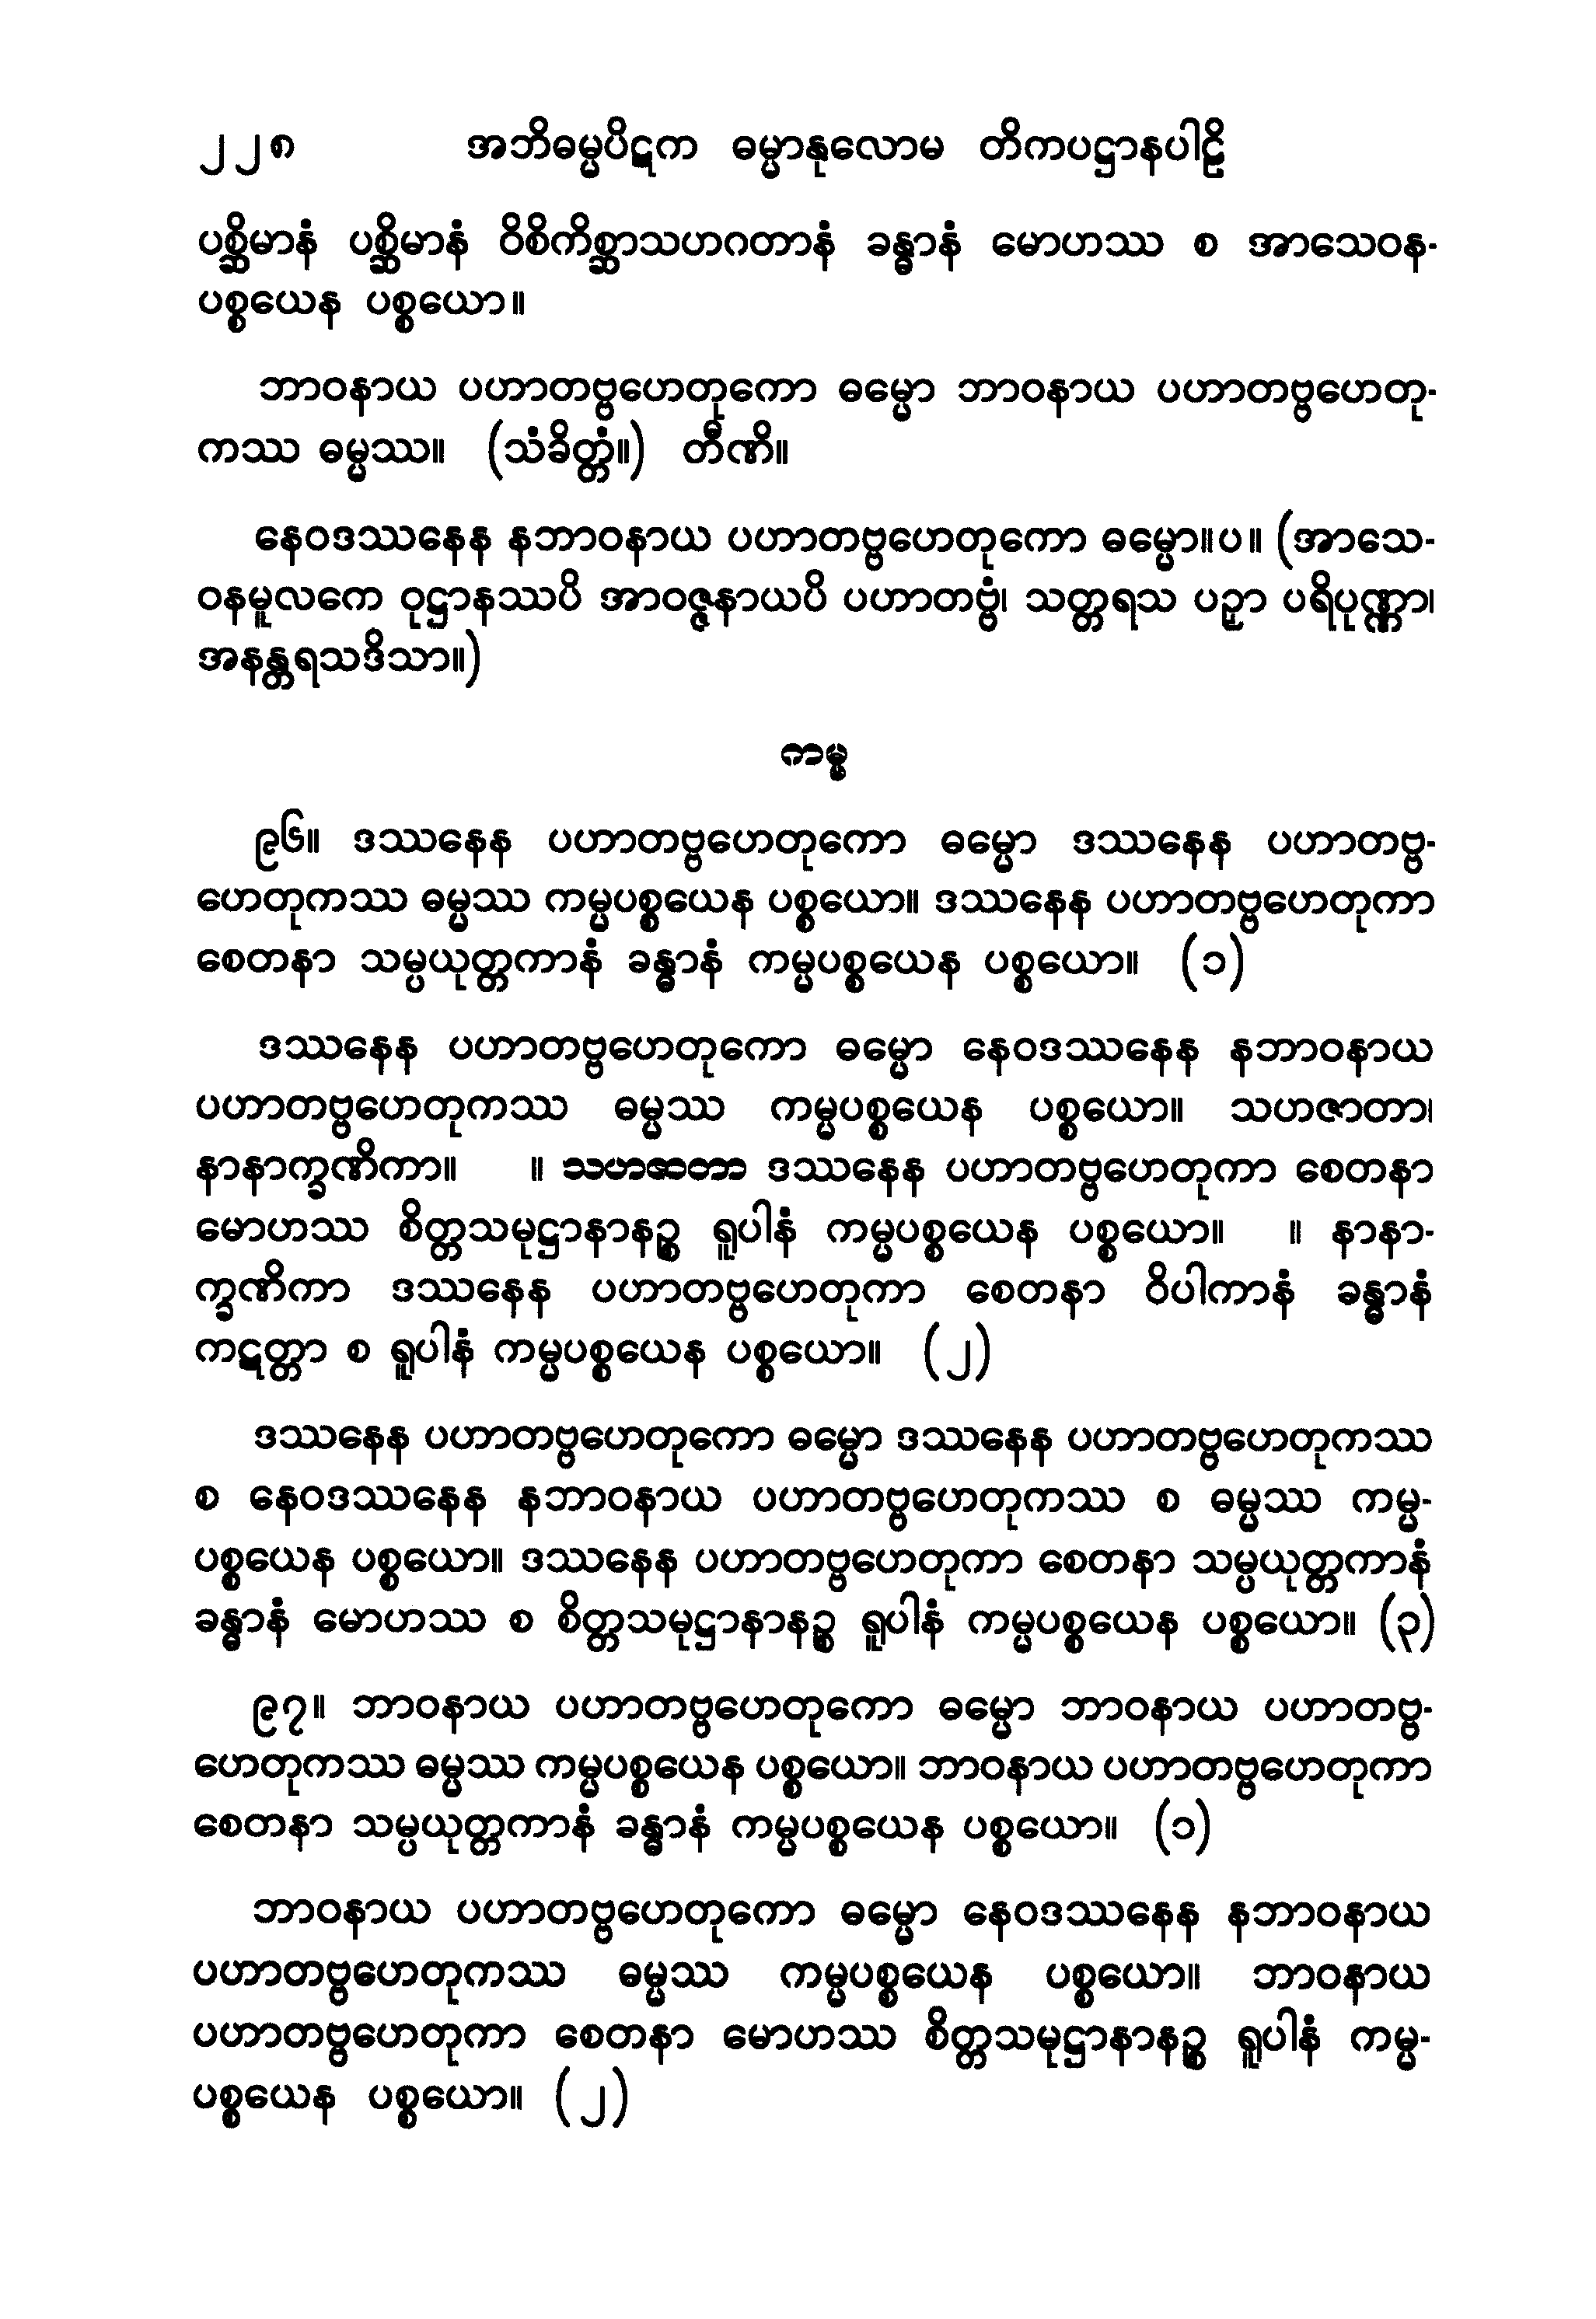 ၂၂၈ အဘိဓမ္မပိဋက ဓမ္မာနုလောမ တိကပဋ္ဌာနပါဠိ
ပစ္ဆိမာနံ ပစ္ဆိမာနံ ဝိစိကိစ္ဆာသဟဂတာနံ ခန္ဓာနံ မောဟဿ စ အာသေဝန-
ပစ္စယေန ပစ္စယော။
ဘာဝနာယ ပဟာတဗ္ဗဟေတုကော ဓမ္မော ဘာဝနာယ ပဟာတဗ္ဗဟေတု-
ကဿ ဓမ္မဿ။ (သံခိတ္တံ။) တီဏိ။
နေဝဒဿနေန နဘာဝနာယ ပဟာတဗ္ဗဟေတုကော ဓမ္မော။ပ။ (အာသေ-
ဝနမူလကေ ဝုဋ္ဌာနဿပိ အာဝဇ္ဇနာယပိ ပဟာတဗ္ဗံ၊ သတ္တရသ ပဉှာ ပရိပုဏ္ဏာ၊
အနန္တရသဒိသာ။)
ကမ္မ
၉၆။ ဒဿနေန ပဟာတဗ္ဗဟေတုကော ဓမ္မော ဒဿနေန ပဟာတဗ္ဗ-
ဟေတုကဿ ဓမ္မဿ ကမ္မပစ္စယေန ပစ္စယော။ ဒဿနေန ပဟာတဗ္ဗဟေတုကာ
စေတနာ သမ္ပယုတ္တကာနံ ခန္ဓာနံ ကမ္မပစ္စယေန ပစ္စယော။ (၁)
ဒဿနေန ပဟာတဗ္ဗဟေတုကော ဓမ္မော နေဝဒဿနေန နဘာဝနာယ
ပဟာတဗ္ဗဟေတုကဿ ဓမ္မဿ ကမ္မပစ္စယေန ပစ္စယော။ သဟဇာတာ၊
နာနာက္ခဏိကာ။ ။ သဟဇာတာ ဒဿနေန ပဟာတဗ္ဗဟေတုကာ စေတနာ
မောဟဿ စိတ္တသမုဋ္ဌာနာနဉ္စ ရူပါနံ ကမ္မပစ္စယေန ပစ္စယော။ ။ နာနာ-
က္ခဏိကာ ဒဿနေန ပဟာတဗ္ဗဟေတုကာ စေတနာ ဝိပါကာနံ ခန္ဓာနံ
ကဋတ္တာ စ ရူပါနံ ကမ္မပစ္စယေန ပစ္စယော။ (၂)
ဒဿနေန ပဟာတဗ္ဗဟေတုကော ဓမ္မော ဒဿနေန ပဟာတဗ္ဗဟေတုကဿ
စ နေဝဒဿနေန နဘာဝနာယ ပဟာတဗ္ဗဟေတုကဿ စ ဓမ္မဿ ကမ္မ-
ပစ္စယေန ပစ္စယော။ ဒဿနေန ပဟာတဗ္ဗဟေတုကာ စေတနာ သမ္ပယုတ္တကာနံ
ခန္ဓာနံ မောဟဿ စ စိတ္တသမုဋ္ဌာနာနဉ္စ ရူပါနံ ကမ္မပစ္စယေန ပစ္စယော။ (၃)
၉၇။ ဘာဝနာယ ပဟာတဗ္ဗဟေတုကော ဓမ္မော ဘာဝနာယ ပဟာတဗ္ဗ-
ဟေတုကဿ ဓမ္မဿ ကမ္မပစ္စယေန ပစ္စယော။ ဘာဝနာယ ပဟာတဗ္ဗဟေတုကာ
စေတနာ သမ္ပယုတ္တကာနံ ခန္ဓာနံ ကမ္မပစ္စယေန ပစ္စယော။ (၁)
ဘာဝနာယ ပဟာတဗ္ဗဟေတုကော ဓမ္မော နေဝဒဿနေန နဘာဝနာယ
ပဟာတဗ္ဗဟေတုကဿ ဓမ္မဿ ကမ္မပစ္စယေန ပစ္စယော။ ဘာဝနာယ
ပဟာတဗ္ဗဟေတုကာ စေတနာ မောဟဿ စိတ္တသမုဋ္ဌာနာနဉ္စ ရူပါနံ ကမ္မ-
ပစ္စယေန ပစ္စယော။ (၂)